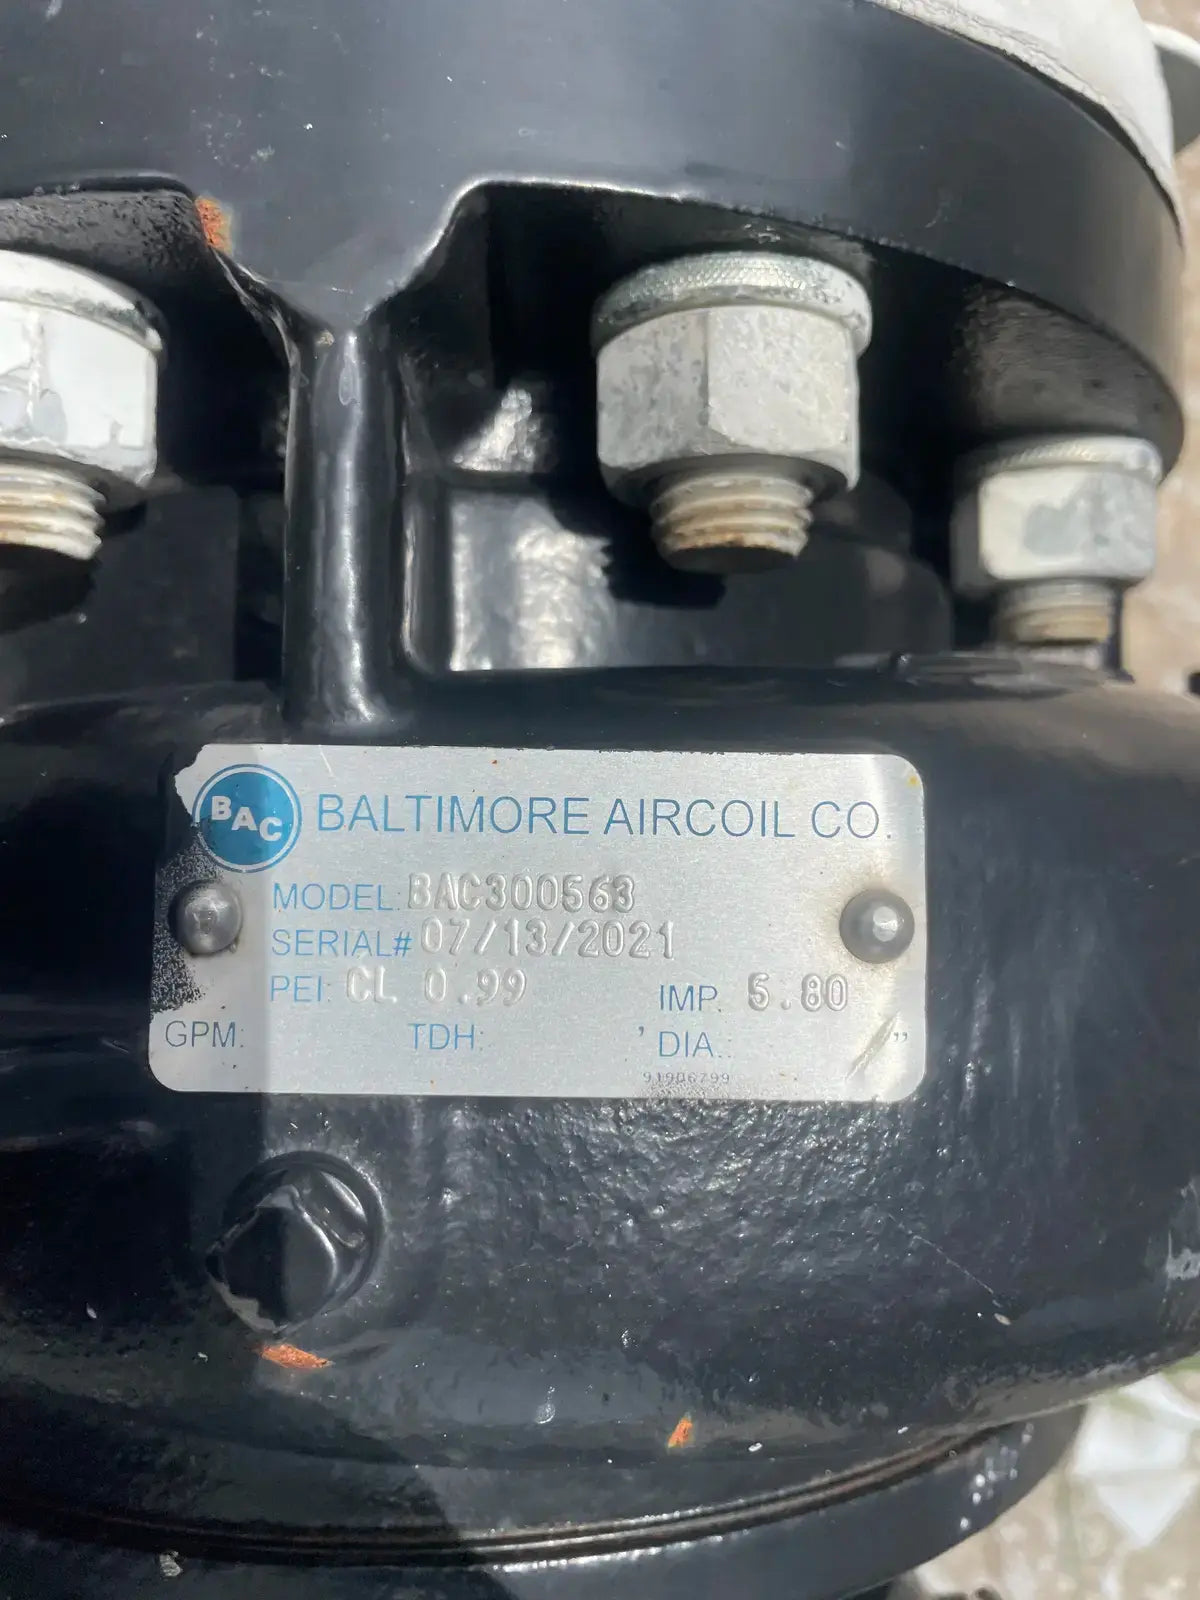 BAC BALTIMORE AIRCOIL CO.
MODEL: BAC300563
SERIAL# 07/13/2021
PEI: CL 0.99 IMP. 5.80
GPM: TDH: ' DIA.: "
91906799